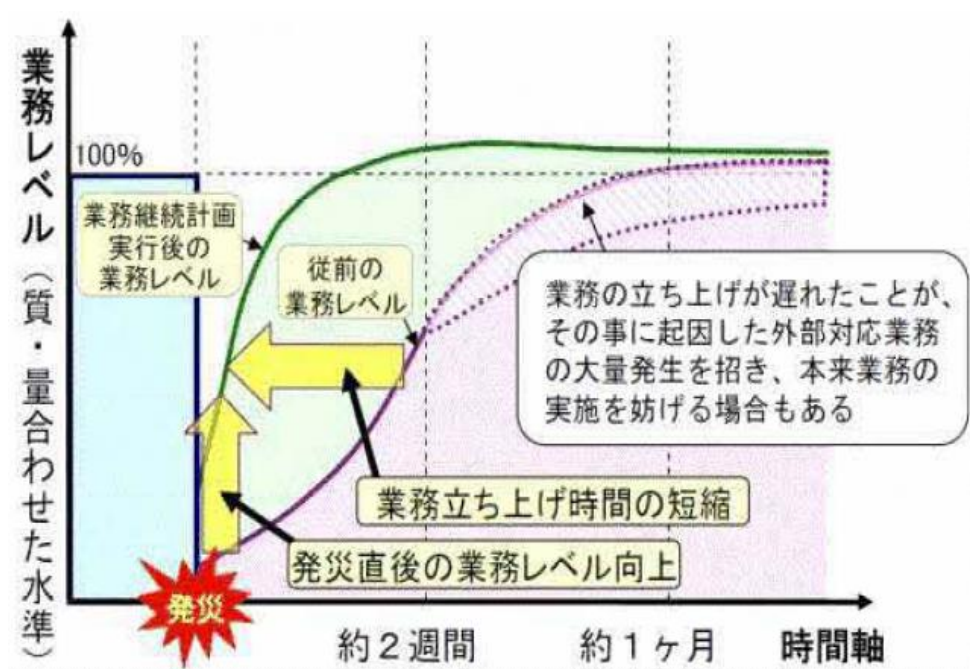 業務レベル（質・量合わせた水準）
100%
業務継続計画
実行後の
業務レベル
従前の
業務レベル
業務の立ち上げが遅れたことが、
その事に起因した外部対応業務
の大量発生を招き、本来業務の
実施を妨げる場合もある
業務立ち上げ時間の短縮
発災直後の業務レベル向上
発災
約２週間
約１ヶ月
時間軸